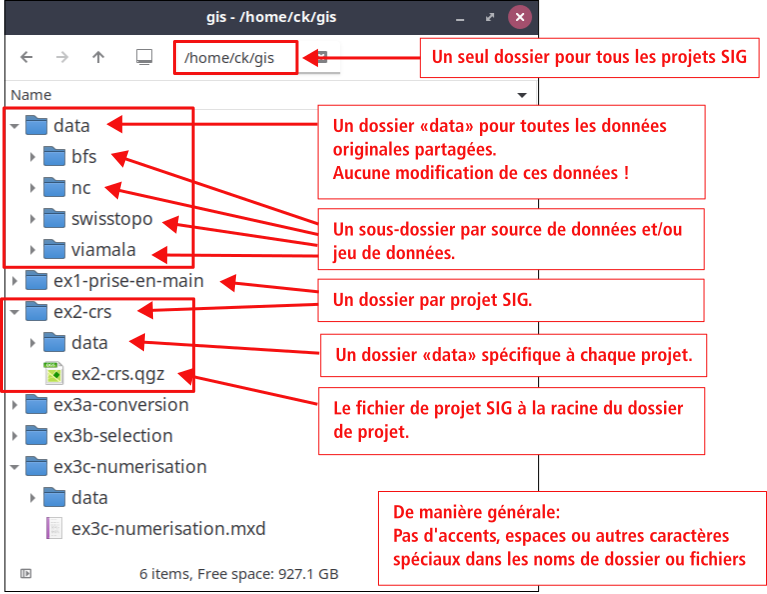 gis - /home/ck/gis
/home/ck/gis
Un seul dossier pour tous les projets SIG
Name
data
Un dossier «data» pour toutes les données
originales partagées.
Aucune modification de ces données !
bfs
nc
swisstopo
viamala
Un sous-dossier par source de données et/ou
jeu de données.
ex1-prise-en-main
Un dossier par projet SIG.
ex2-crs
data
Un dossier «data» spécifique à chaque projet.
ex2-crs.qgz
Le fichier de projet SIG à la racine du dossier
de projet.
ex3a-conversion
ex3b-selection
ex3c-numerisation
data
ex3c-numerisation.mxd
De manière générale:
Pas d'accents, espaces ou autres caractères
spéciaux dans les noms de dossier ou fichiers
6 items, Free space: 927.1 GB